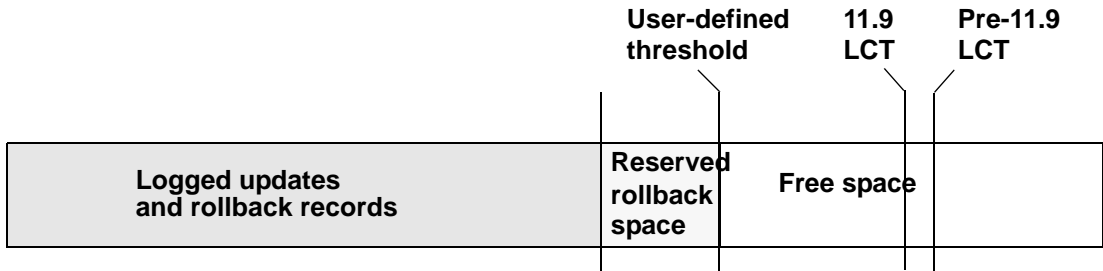 User-defined
threshold
11.9
LCT
Pre-11.9
LCT
Logged updates
and rollback records
Reserved
rollback
space
Free space